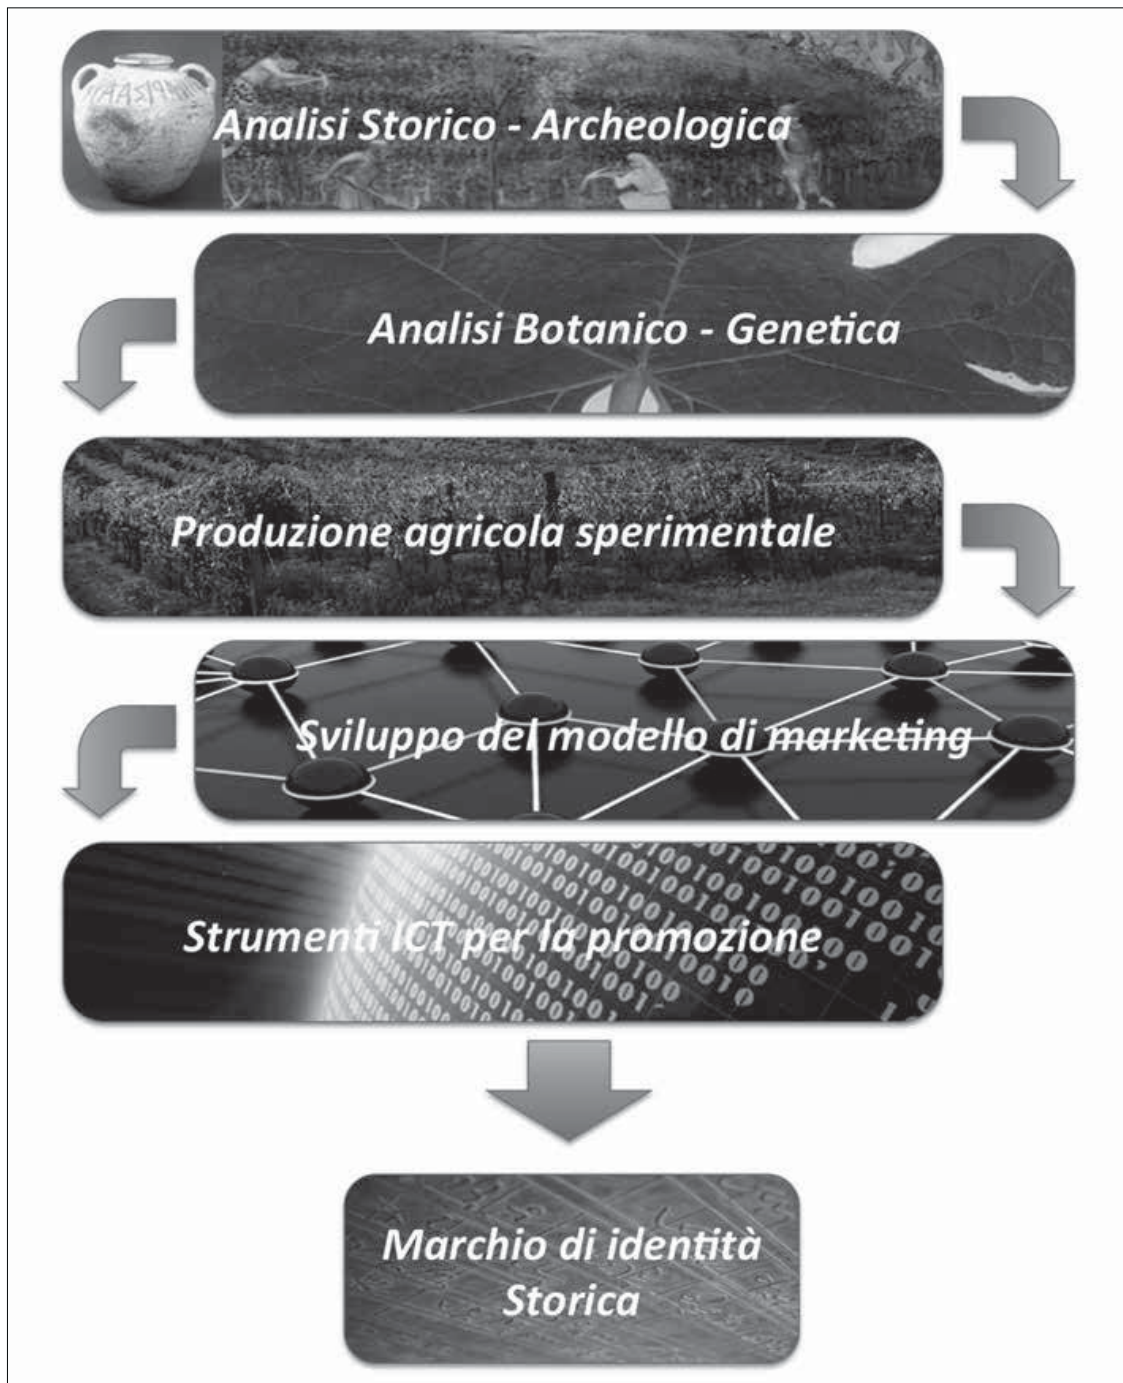 Analisi Storico - Archeologica
Analisi Botanico - Genetica
Produzione agricola sperimentale
Sviluppo del modello di marketing
Strumenti ICT per la promozione
Marchio di identità
Storica